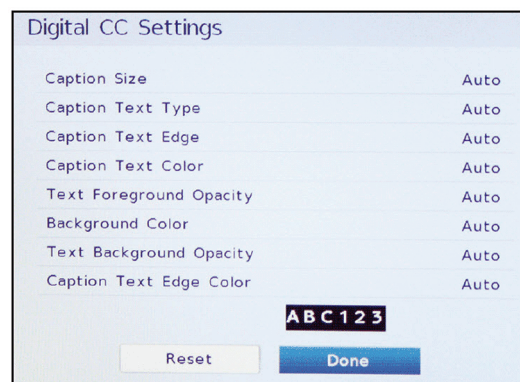 Digital CC Settings
Caption Size Auto
Caption Text Type Auto
Caption Text Edge Auto
Caption Text Color Auto
Text Foreground Opacity Auto
Background Color Auto
Text Background Opacity Auto
Caption Text Edge Color Auto
ABC123
Reset Done